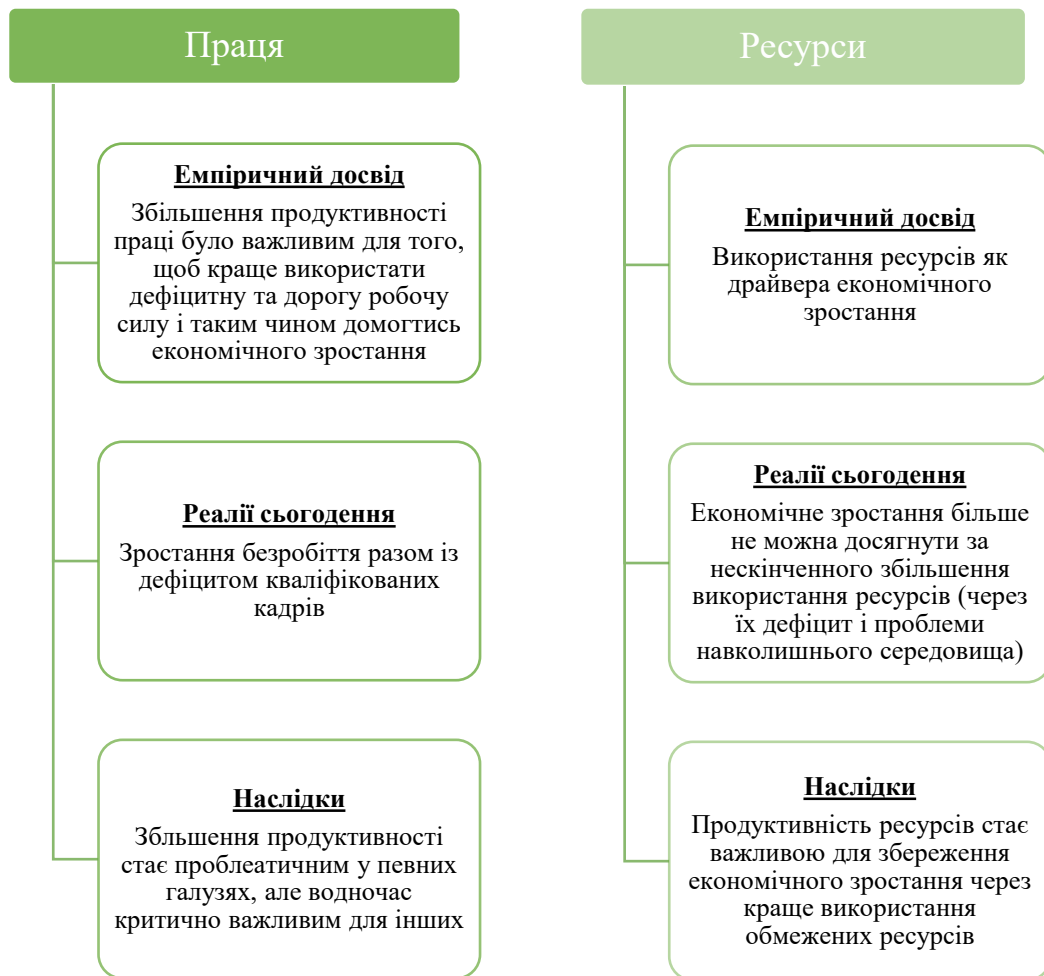 Праця
Емпіричний досвід
Збільшення продуктивності
праці було важливим для того,
щоб краще використати
дефіцитну та дорогу робочу
силу і таким чином домогтись
економічного зростання
Реалії сьогодення
Зростання безробіття разом із
дефіцитом кваліфікованих
кадрів
Наслідки
Збльшення продуктивності
стає проблеатичним у певних
галузях, але водночас
критично важливим для інших
Ресурси
Емпіричний досвід
Використання ресурсів як
драйвера економічного
зростання
Реалії сьогодення
Економічне зростання більше
не можна досягнути за
нескінченного збільшення
використання ресурсів (через
їх дефіцит і проблеми
навколишнього середовища)
Наслідки
Продуктивність ресурсів стає
важливою для збереження
економічного зростання через
краще використання
обмежених ресурсів